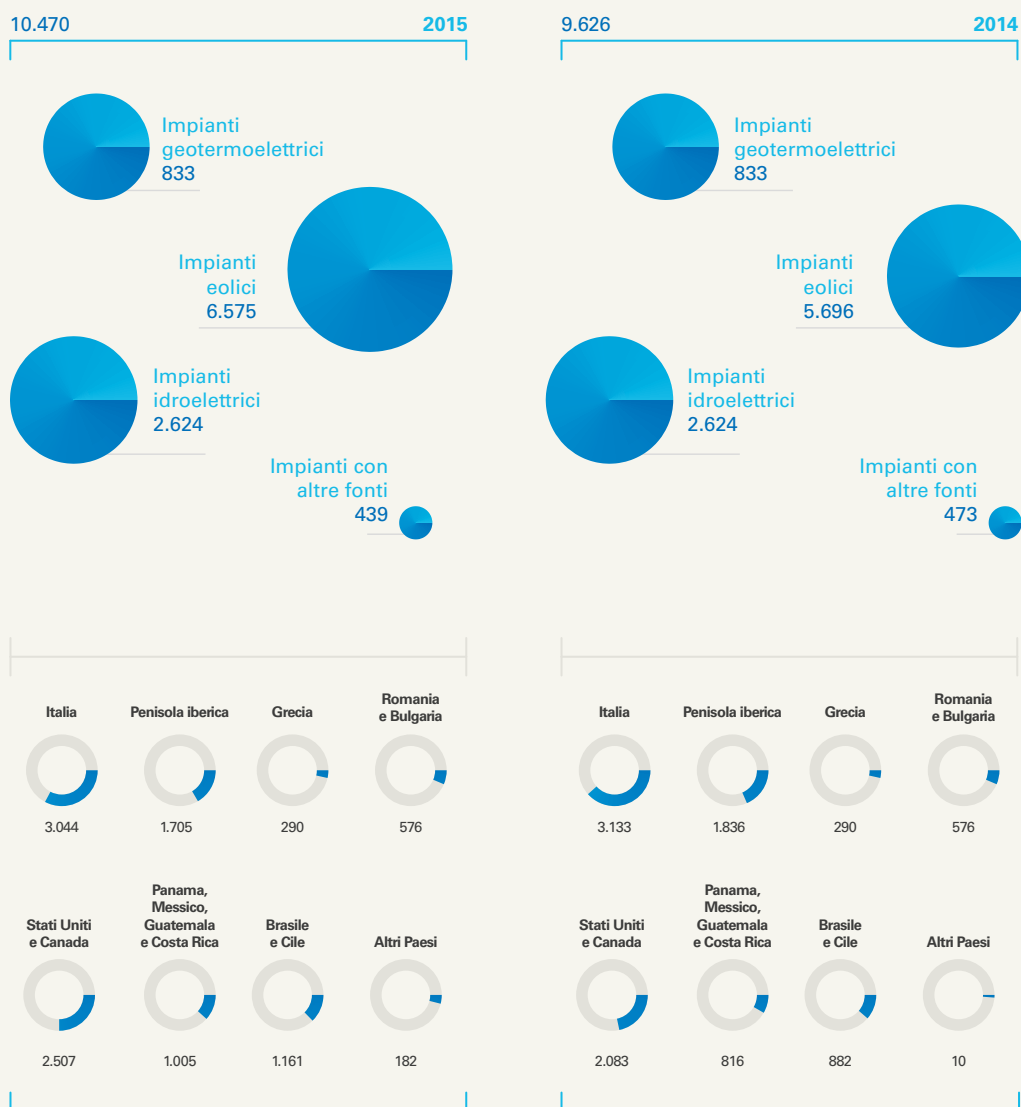 10.470
2015
Impianti
geotermoelettrici
833
Impianti
eolici
6.575
Impianti
idroelettrici
2.624
Impianti con
altre fonti
439
Italia
Penisola iberica
Grecia
Romania
e Bulgaria
3.044
1.705
290
576
Stati Uniti
e Canada
Panama,
Messico,
Guatemala
e Costa Rica
Brasile
e Cile
Altri Paesi
2.507
1.005
1.161
182
9.626
2014
Impianti
geotermoelettrici
833
Impianti
eolici
5.696
Impianti
idroelettrici
2.624
Impianti con
altre fonti
473
Italia
Penisola iberica
Grecia
Romania
e Bulgaria
3.133
1.836
290
576
Stati Uniti
e Canada
Panama,
Messico,
Guatemala
e Costa Rica
Brasile
e Cile
Altri Paesi
2.083
816
882
10